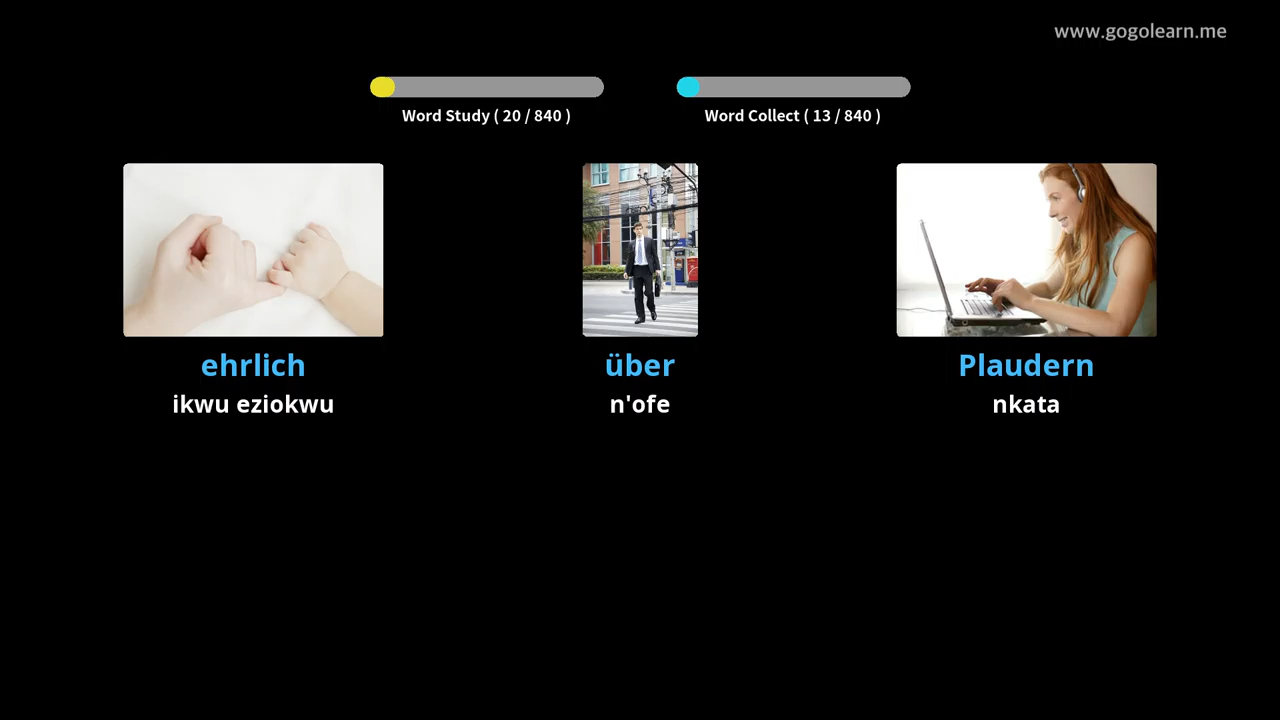 www.gogolearn.me
Word Study ( 20 / 840 )
Word Collect ( 13 / 840 )
ehrlich
über
Plaudern
ikwu eziokwu
n'ofe
nkata